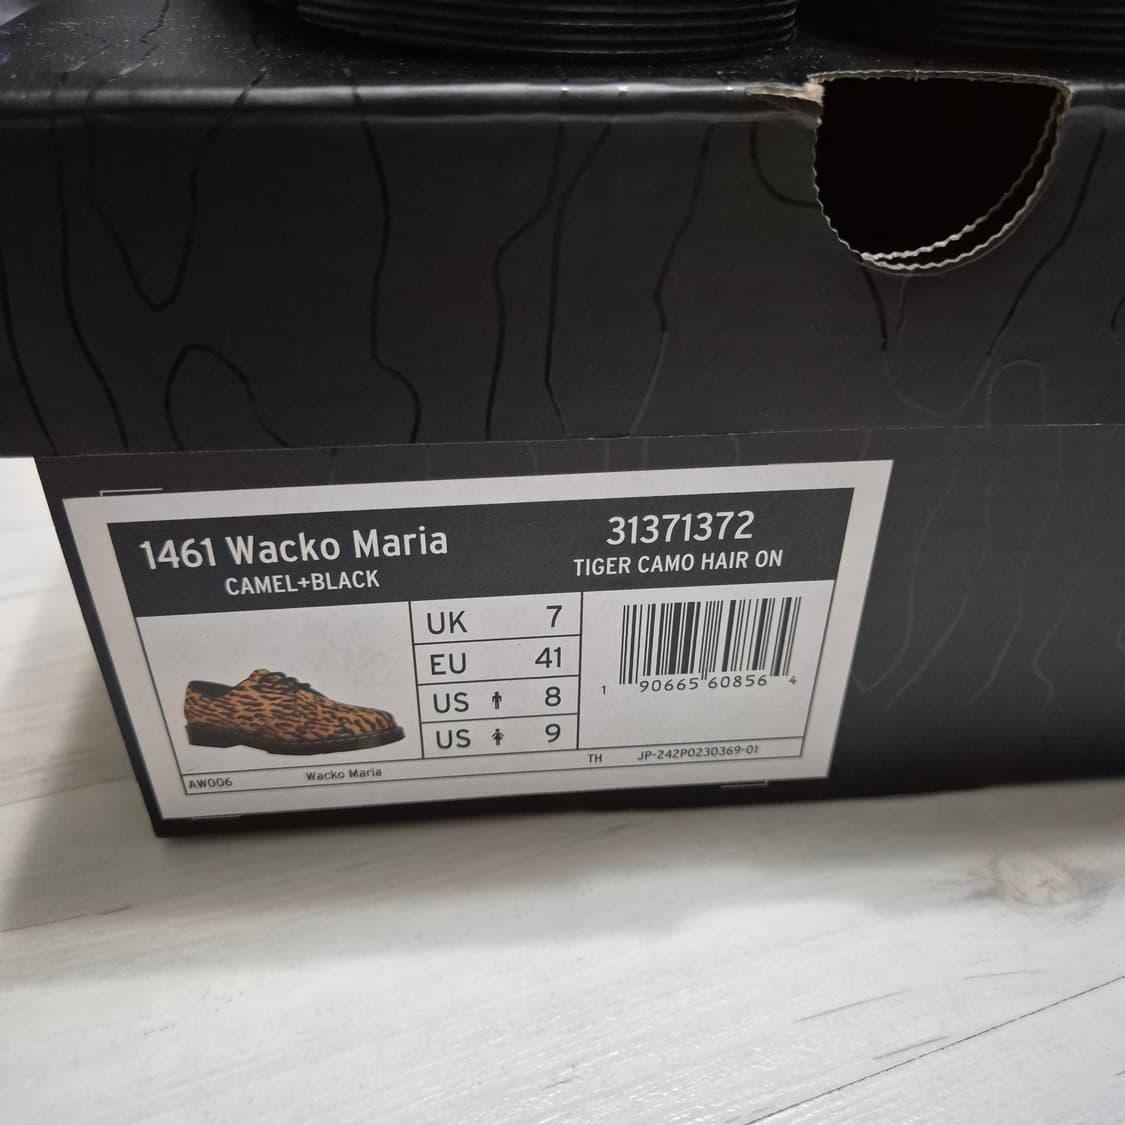 1461 Wacko Maria
CAMEL+BLACK
31371372
TIGER CAMO HAIR ON
UK 7
EU 41
US 8
US 9
1 90665 60856 4
AW006 Wacko Maria
TH JP-242P0230369-01